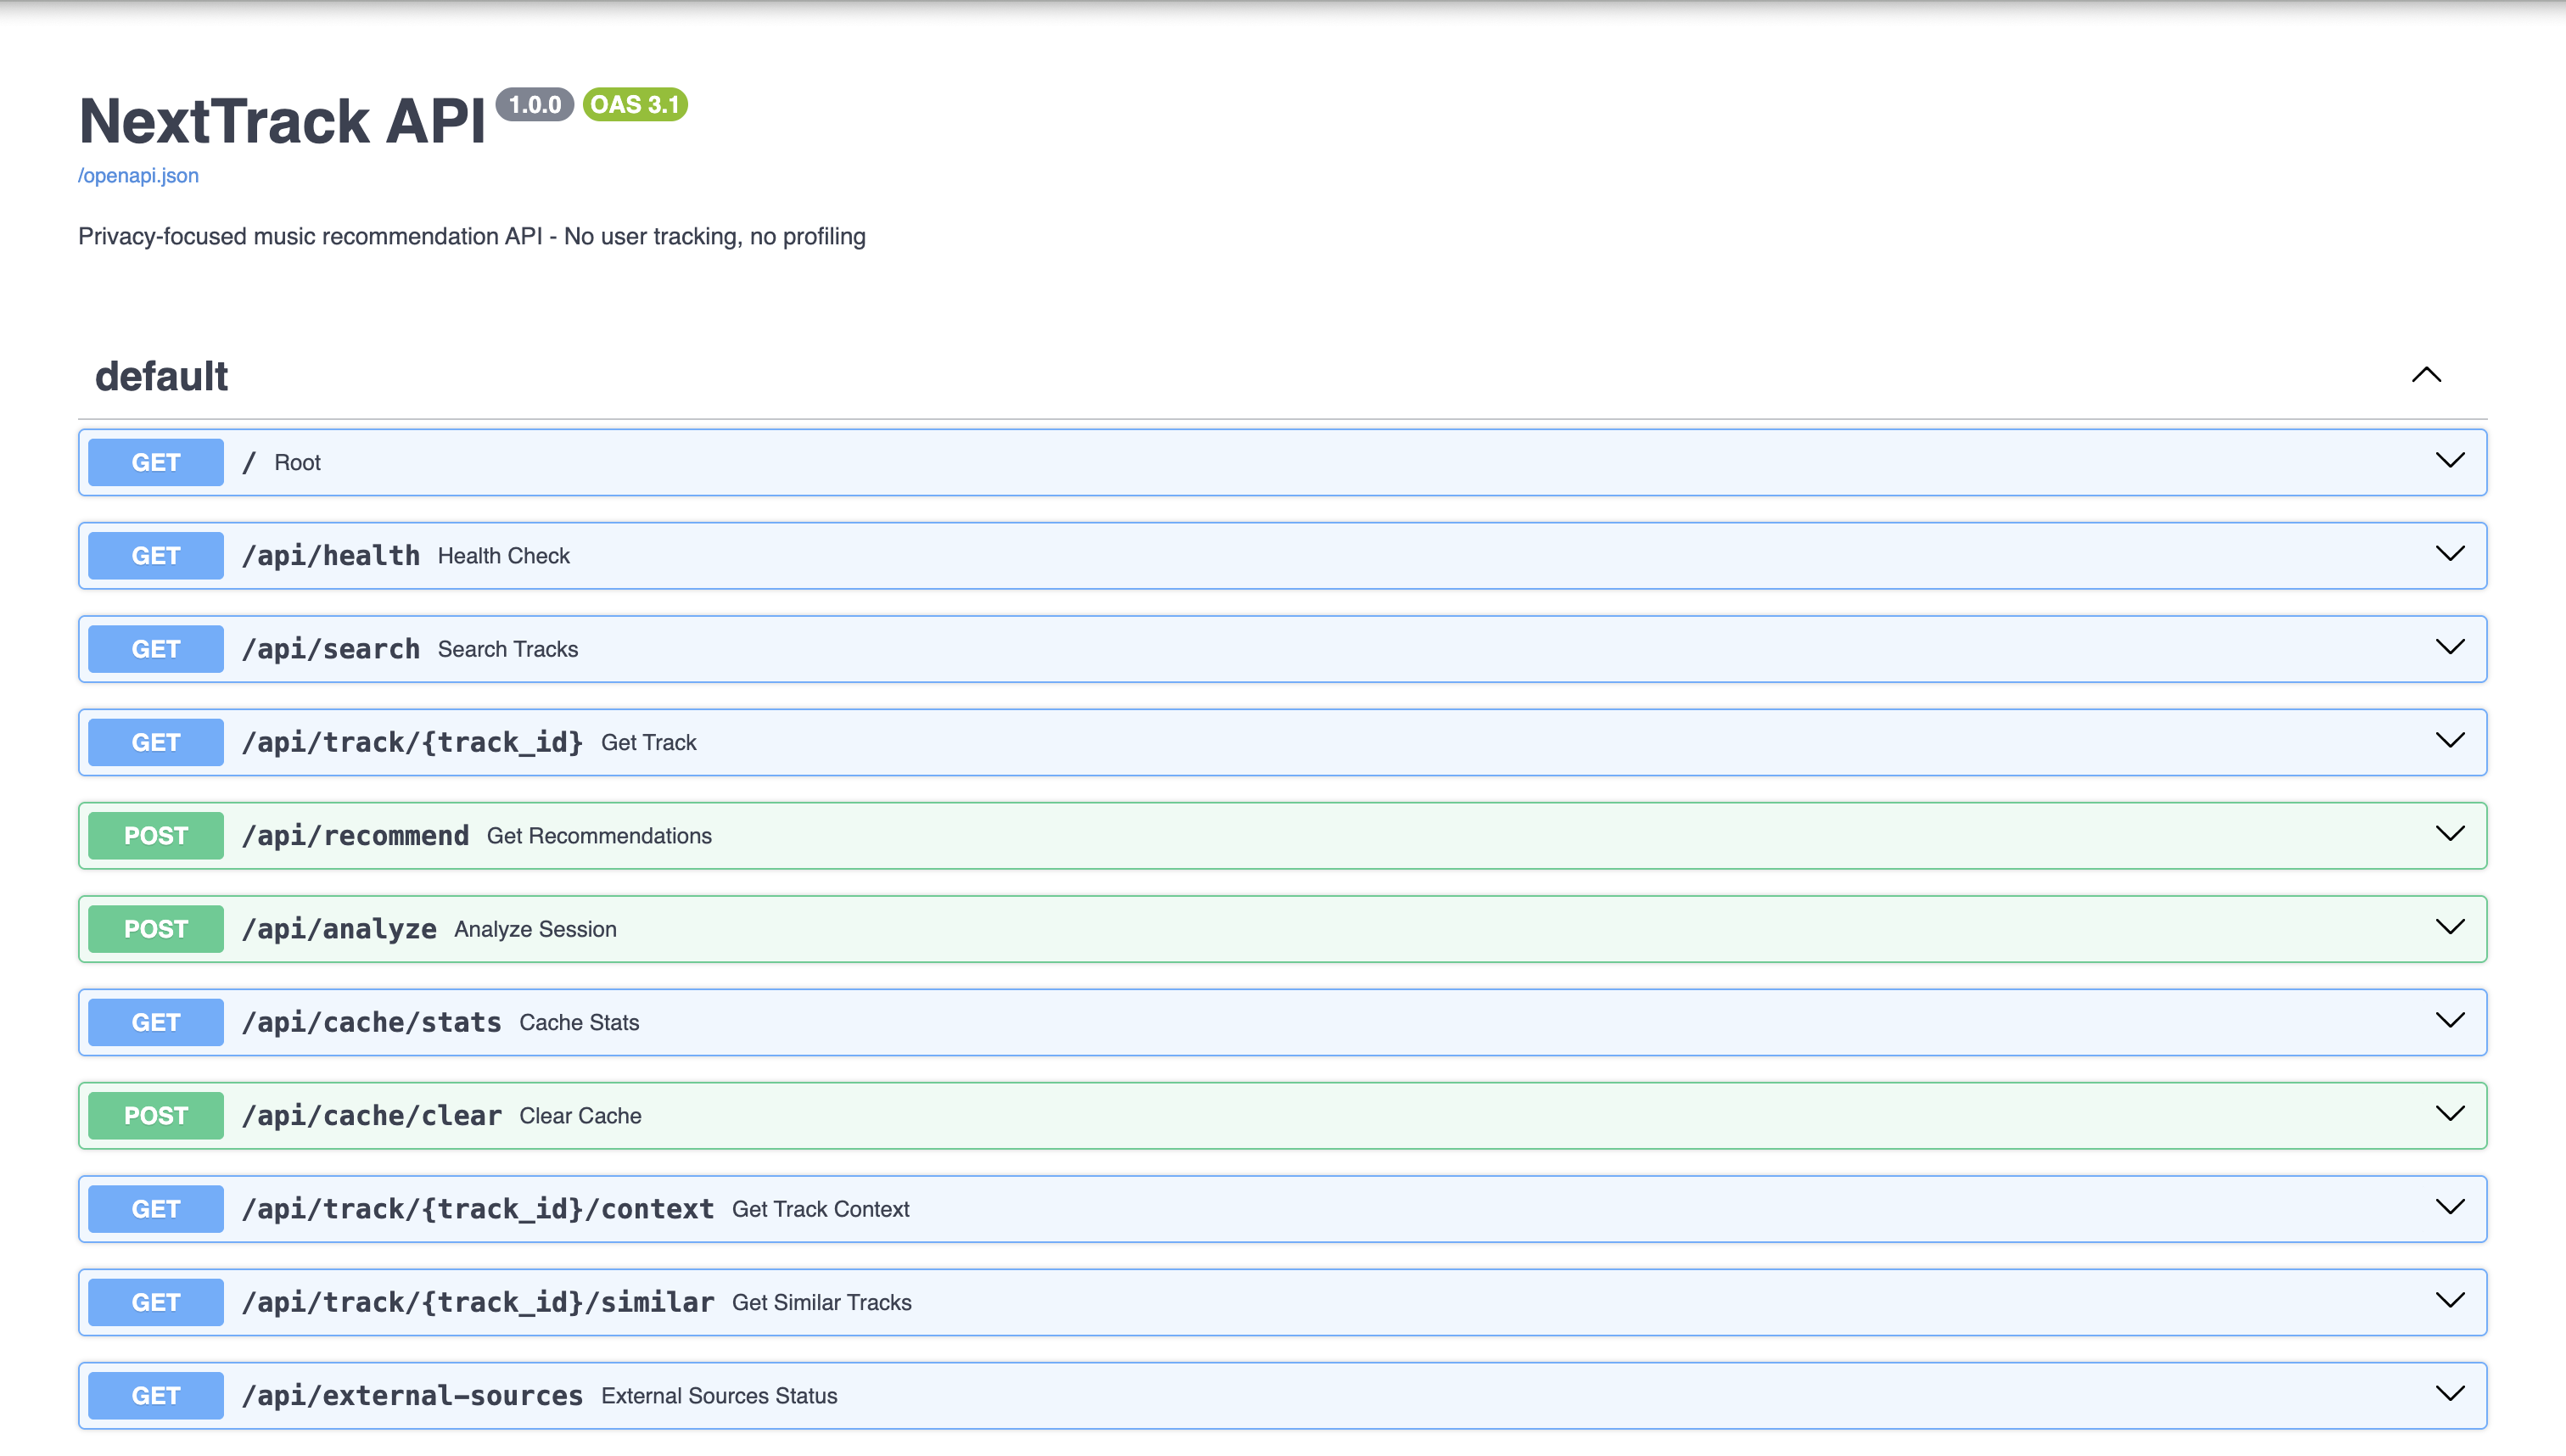 NextTrack API 1.0.0 OAS 3.1
/openapi.json
Privacy-focused music recommendation API - No user tracking, no profiling
default
GET / Root
GET /api/health Health Check
GET /api/search Search Tracks
GET /api/track/{track_id} Get Track
POST /api/recommend Get Recommendations
POST /api/analyze Analyze Session
GET /api/cache/stats Cache Stats
POST /api/cache/clear Clear Cache
GET /api/track/{track_id}/context Get Track Context
GET /api/track/{track_id}/similar Get Similar Tracks
GET /api/external-sources External Sources Status